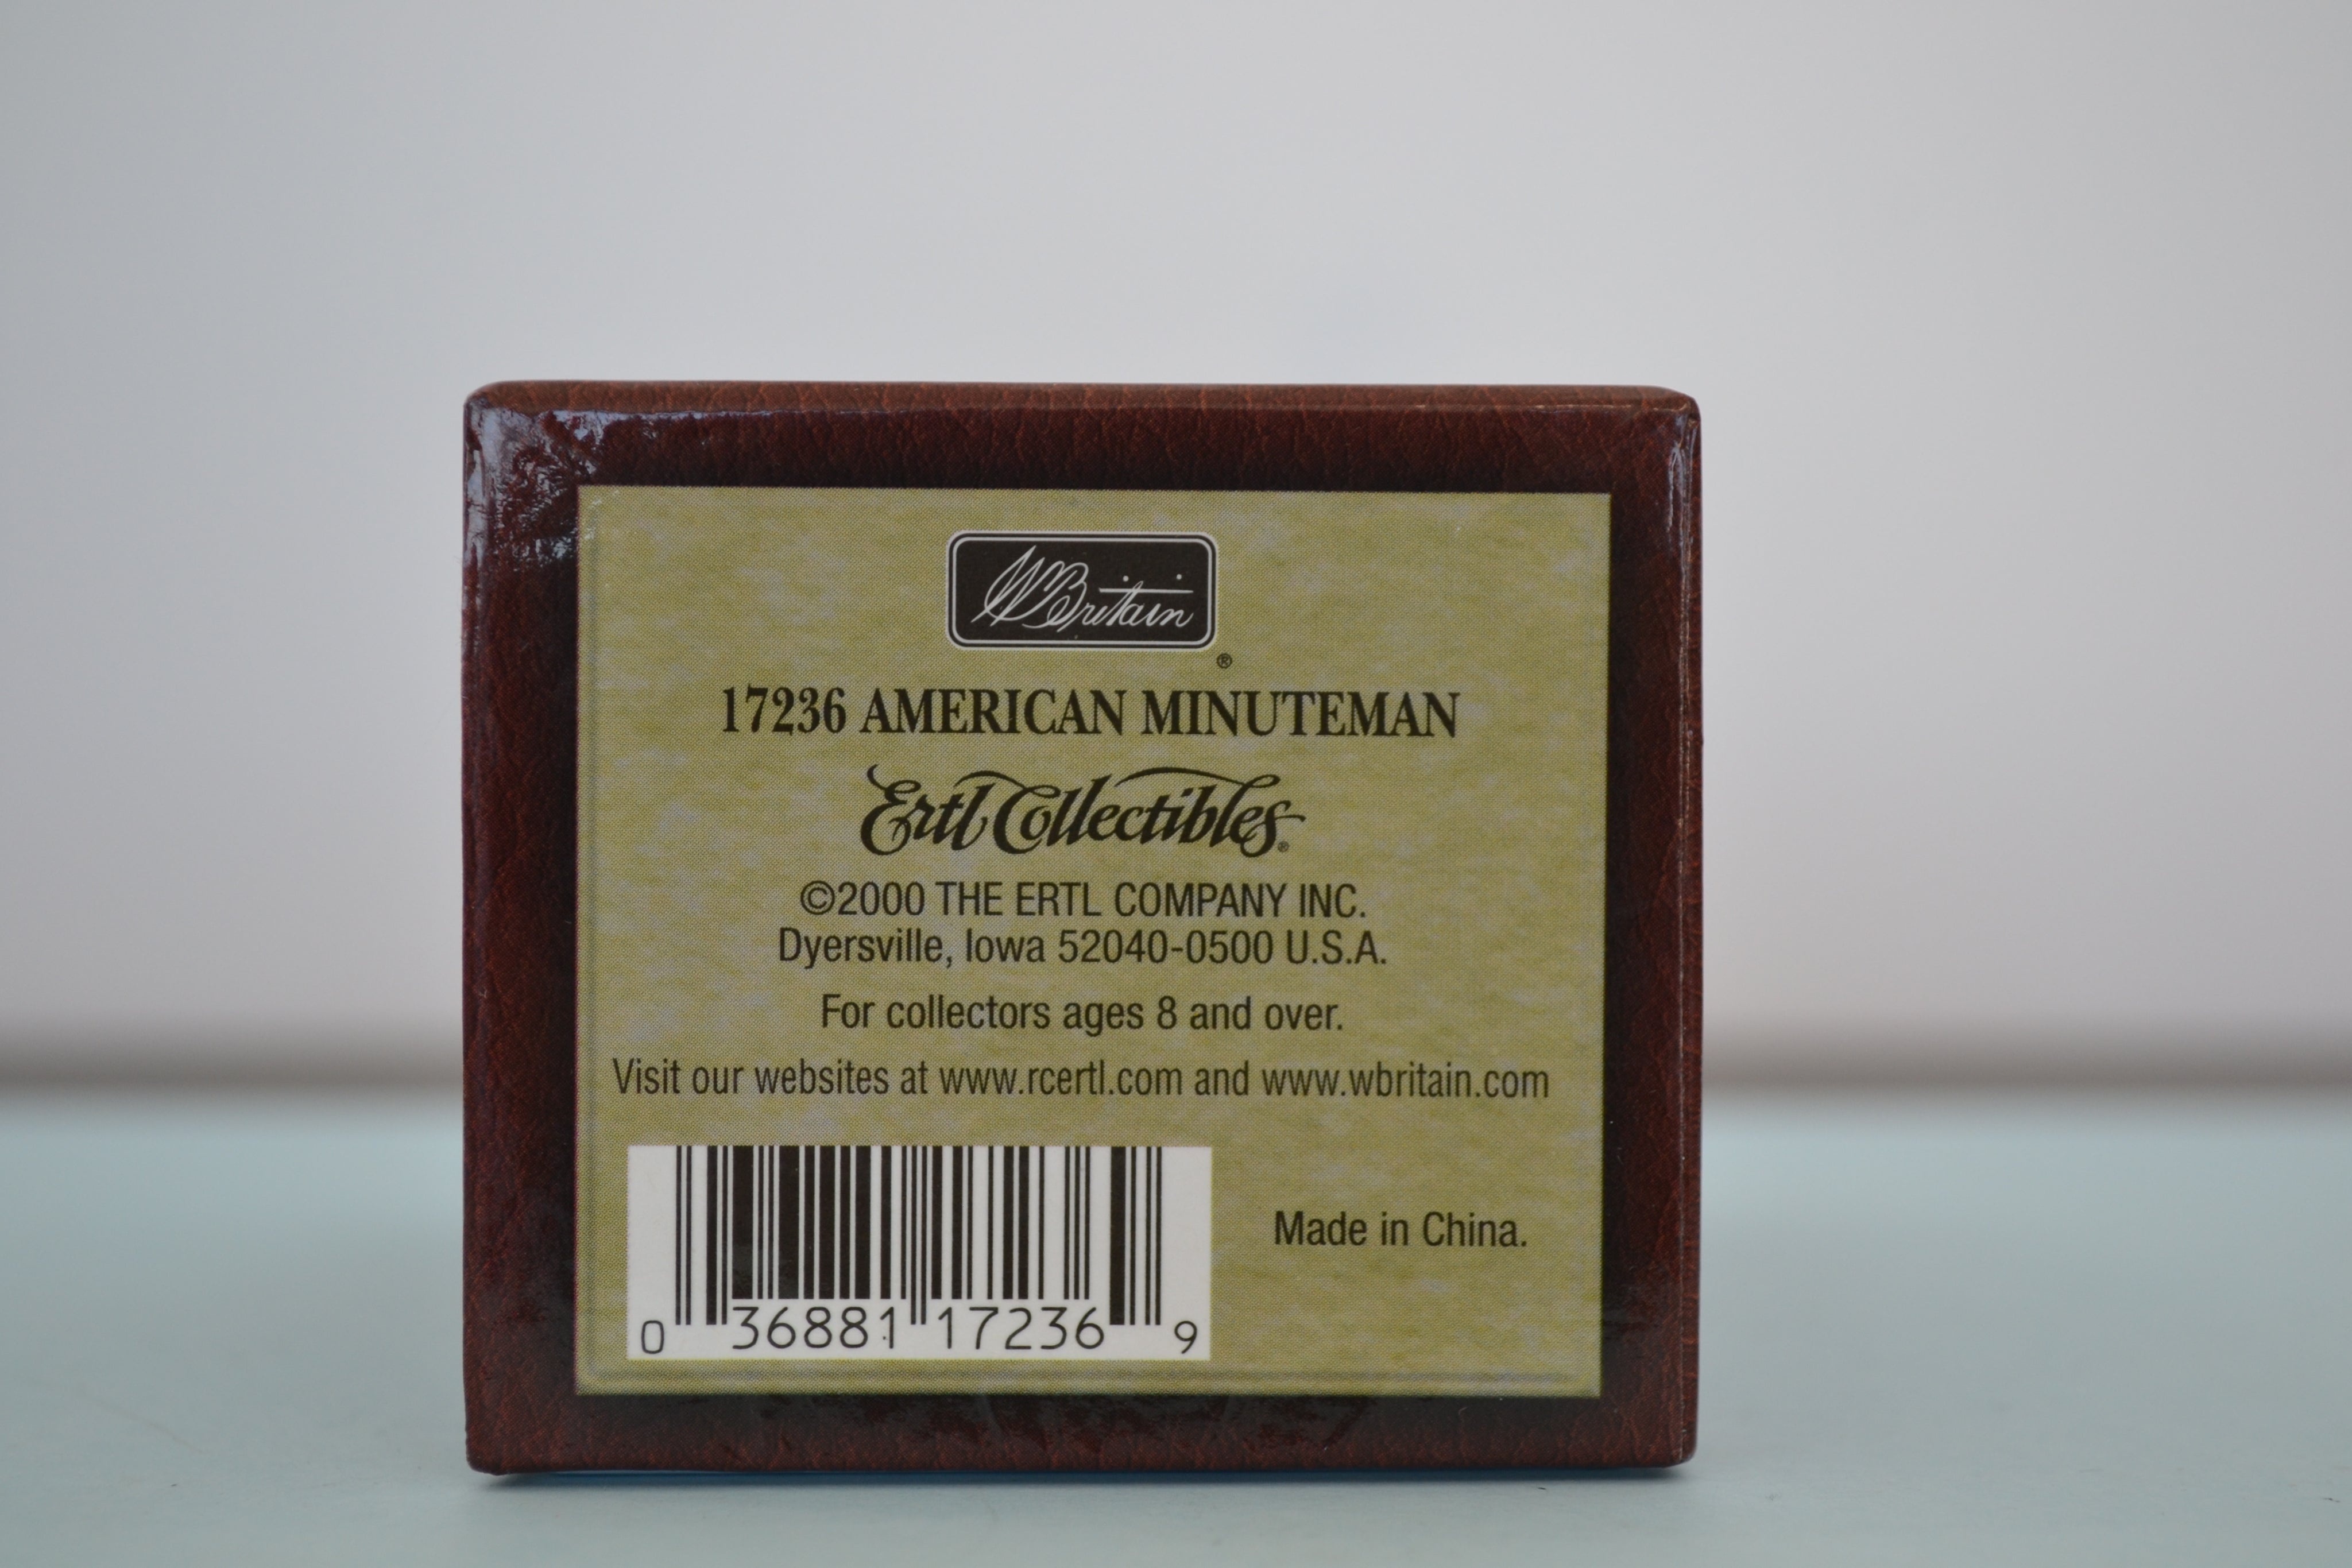 WBritain
®
17236 AMERICAN MINUTEMAN
Ertl Collectibles®
©2000 THE ERTL COMPANY INC.
Dyersville, Iowa 52040-0500 U.S.A.
For collectors ages 8 and over.
Visit our websites at www.rcertl.com and www.wbritain.com
Made in China.
0 36881 17236 9